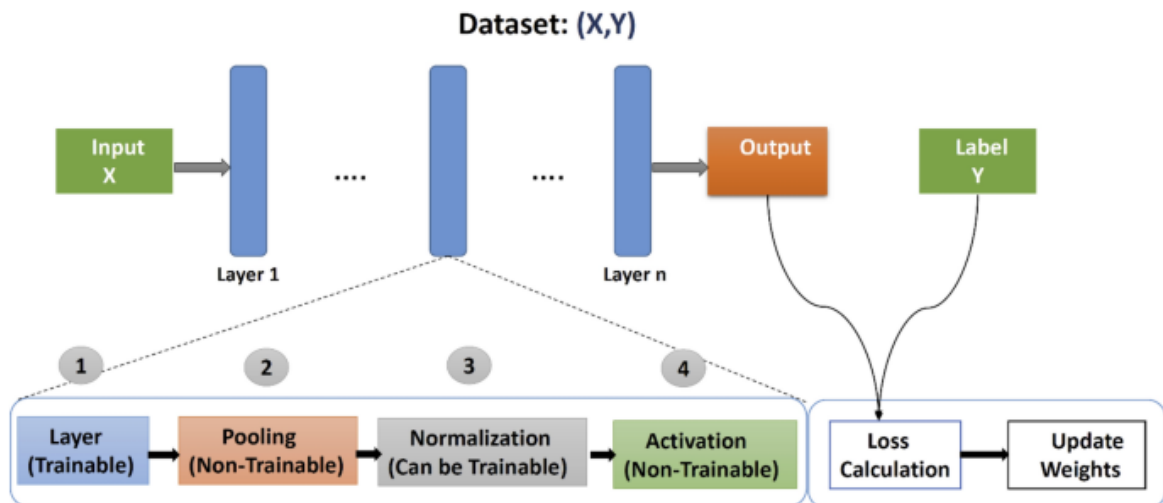 Dataset: (X,Y)
Input
X
....
....
Output
Label
Y
Layer 1
Layer n
1
2
3
4
Layer
(Trainable)
Pooling
(Non-Trainable)
Normalization
(Can be Trainable)
Activation
(Non-Trainable)
Loss
Calculation
Update
Weights